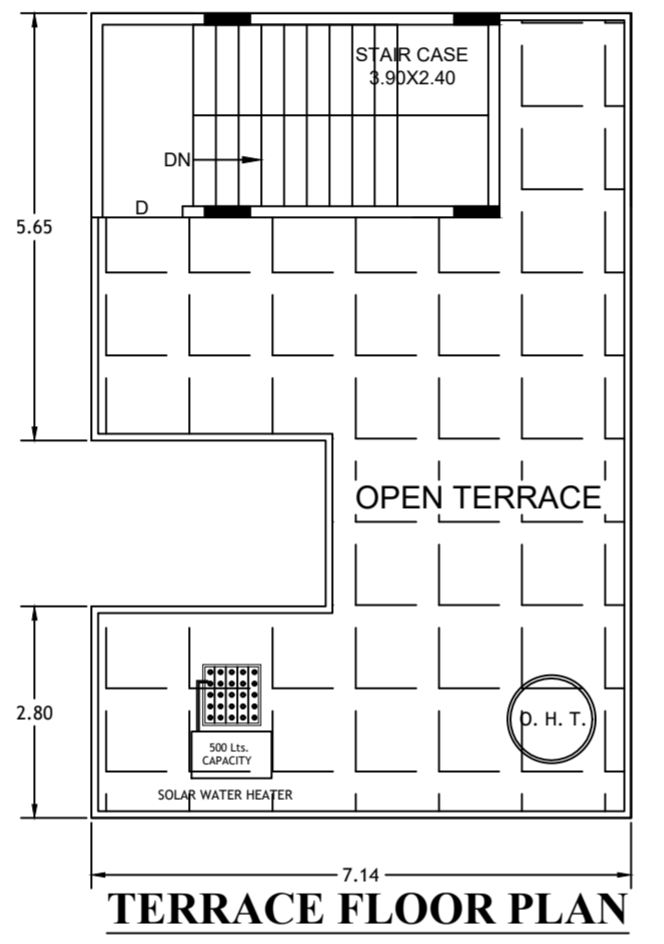 STAIR CASE
3.90X2.40
DN
D
5.65
OPEN TERRACE
2.80
O. H. T.
500 Lts.
CAPACITY
SOLAR WATER HEATER
7.14
TERRACE FLOOR PLAN